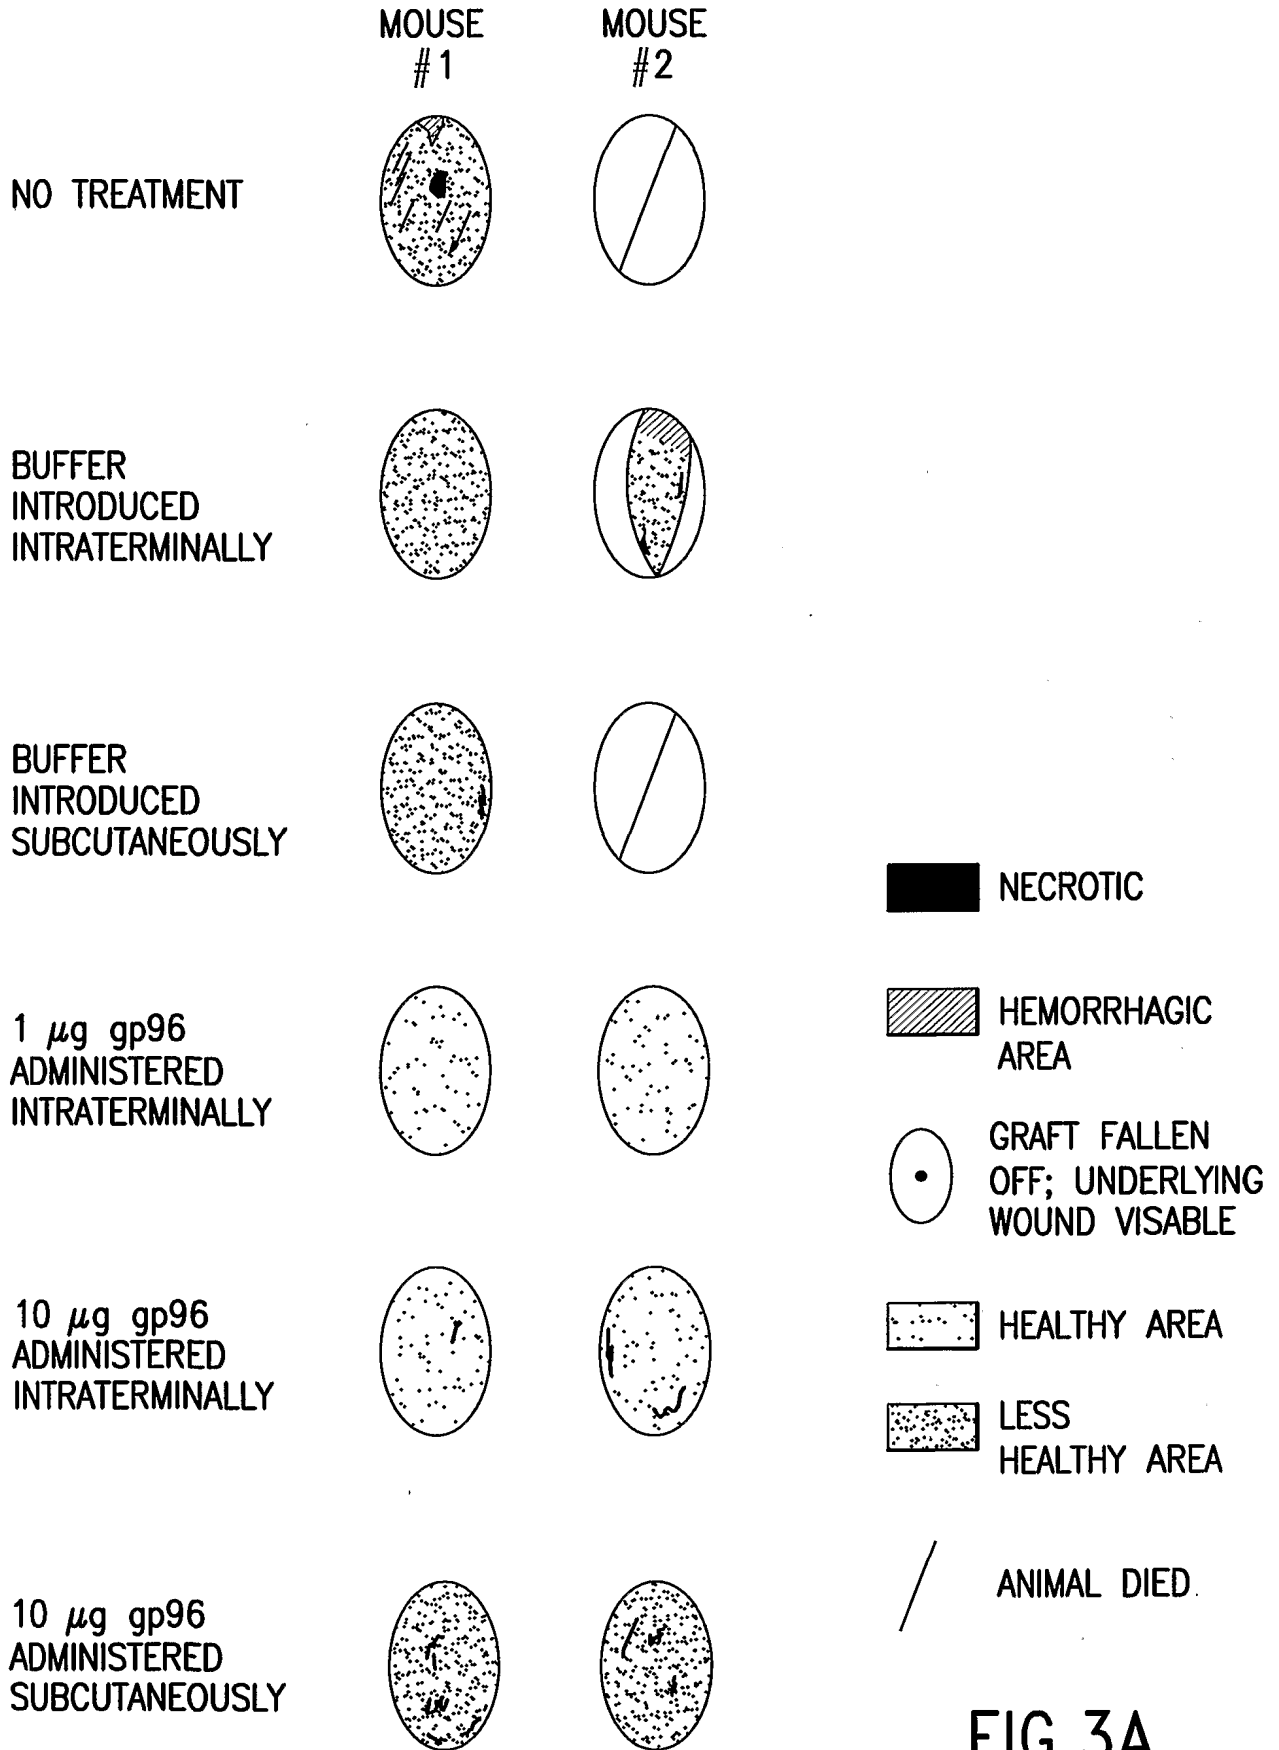 MOUSE
#1
MOUSE
#2
NO TREATMENT
BUFFER
INTRODUCED
INTRATERMINALLY
BUFFER
INTRODUCED
SUBCUTANEOUSLY
1 μg gp96
ADMINISTERED
INTRATERMINALLY
10 μg gp96
ADMINISTERED
INTRATERMINALLY
10 μg gp96
ADMINISTERED
SUBCUTANEOUSLY
NECROTIC
HEMORRHAGIC
AREA
GRAFT FALLEN
OFF; UNDERLYING
WOUND VISABLE
HEALTHY AREA
LESS
HEALTHY AREA
ANIMAL DIED
FIG. 3A